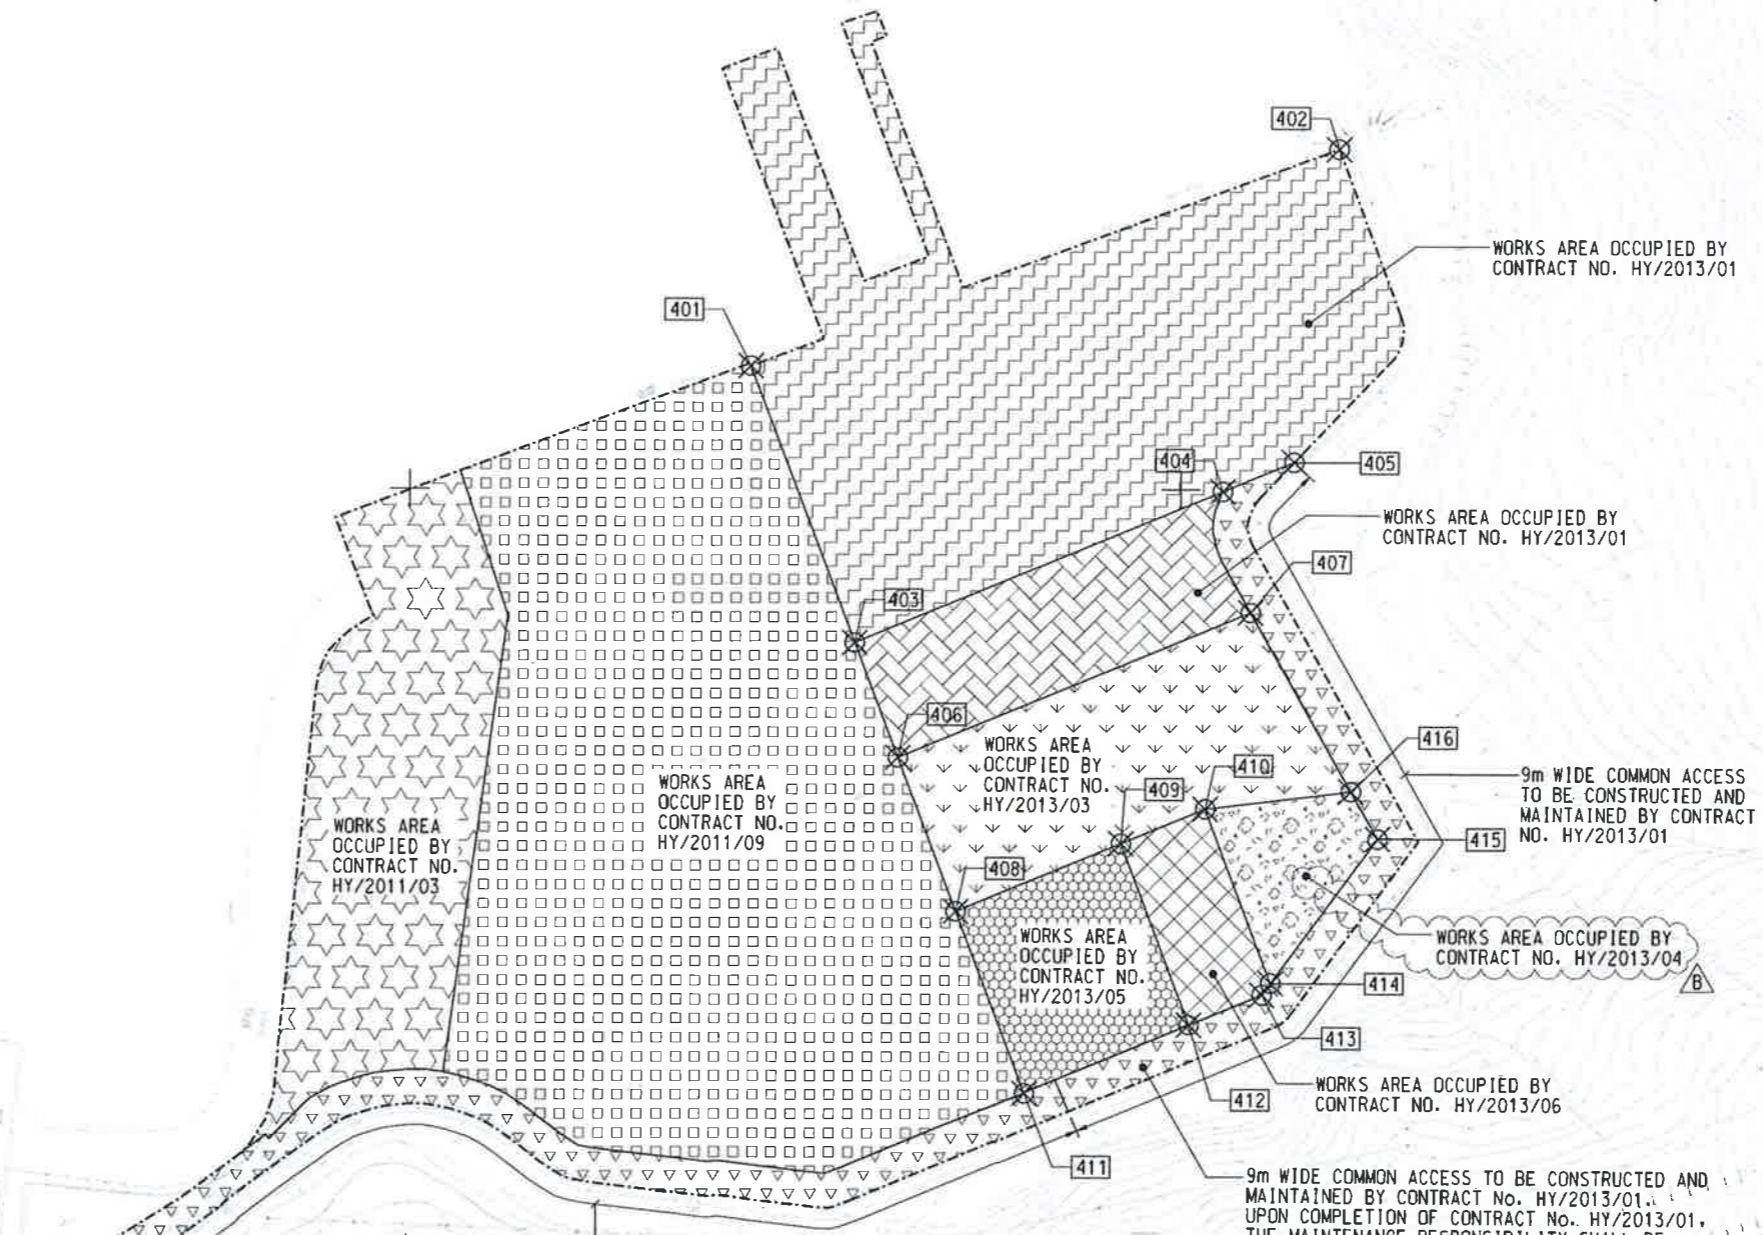 402
WORKS AREA OCCUPIED BY
CONTRACT NO. HY/2013/01
401
404
405
WORKS AREA OCCUPIED BY
CONTRACT NO. HY/2013/01
407
403
406
416
WORKS AREA
OCCUPIED BY
CONTRACT NO.
HY/2013/03
410
409
9m WIDE COMMON ACCESS
TO BE CONSTRUCTED AND
MAINTAINED BY CONTRACT
NO. HY/2013/01
WORKS AREA
OCCUPIED BY
CONTRACT NO.
HY/2011/09
WORKS AREA
OCCUPIED BY
CONTRACT NO.
HY/2011/03
415
408
WORKS AREA OCCUPIED BY
CONTRACT NO. HY/2013/04
B
WORKS AREA
OCCUPIED BY
CONTRACT NO.
HY/2013/05
414
413
WORKS AREA OCCUPIED BY
CONTRACT NO. HY/2013/06
412
411
9m WIDE COMMON ACCESS TO BE CONSTRUCTED AND
MAINTAINED BY CONTRACT No. HY/2013/01.
UPON COMPLETION OF CONTRACT No. HY/2013/01,
THE MAINTENANCE RESPONSIBILITY SHALL BE